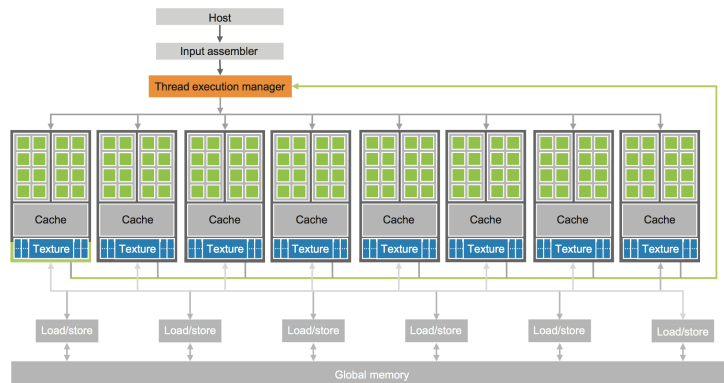 Host
Input assembler
Thread execution manager
Cache Cache Cache Cache Cache Cache Cache Cache
Texture Texture Texture Texture Texture Texture Texture Texture
Load/store Load/store Load/store Load/store Load/store Load/store
Global memory